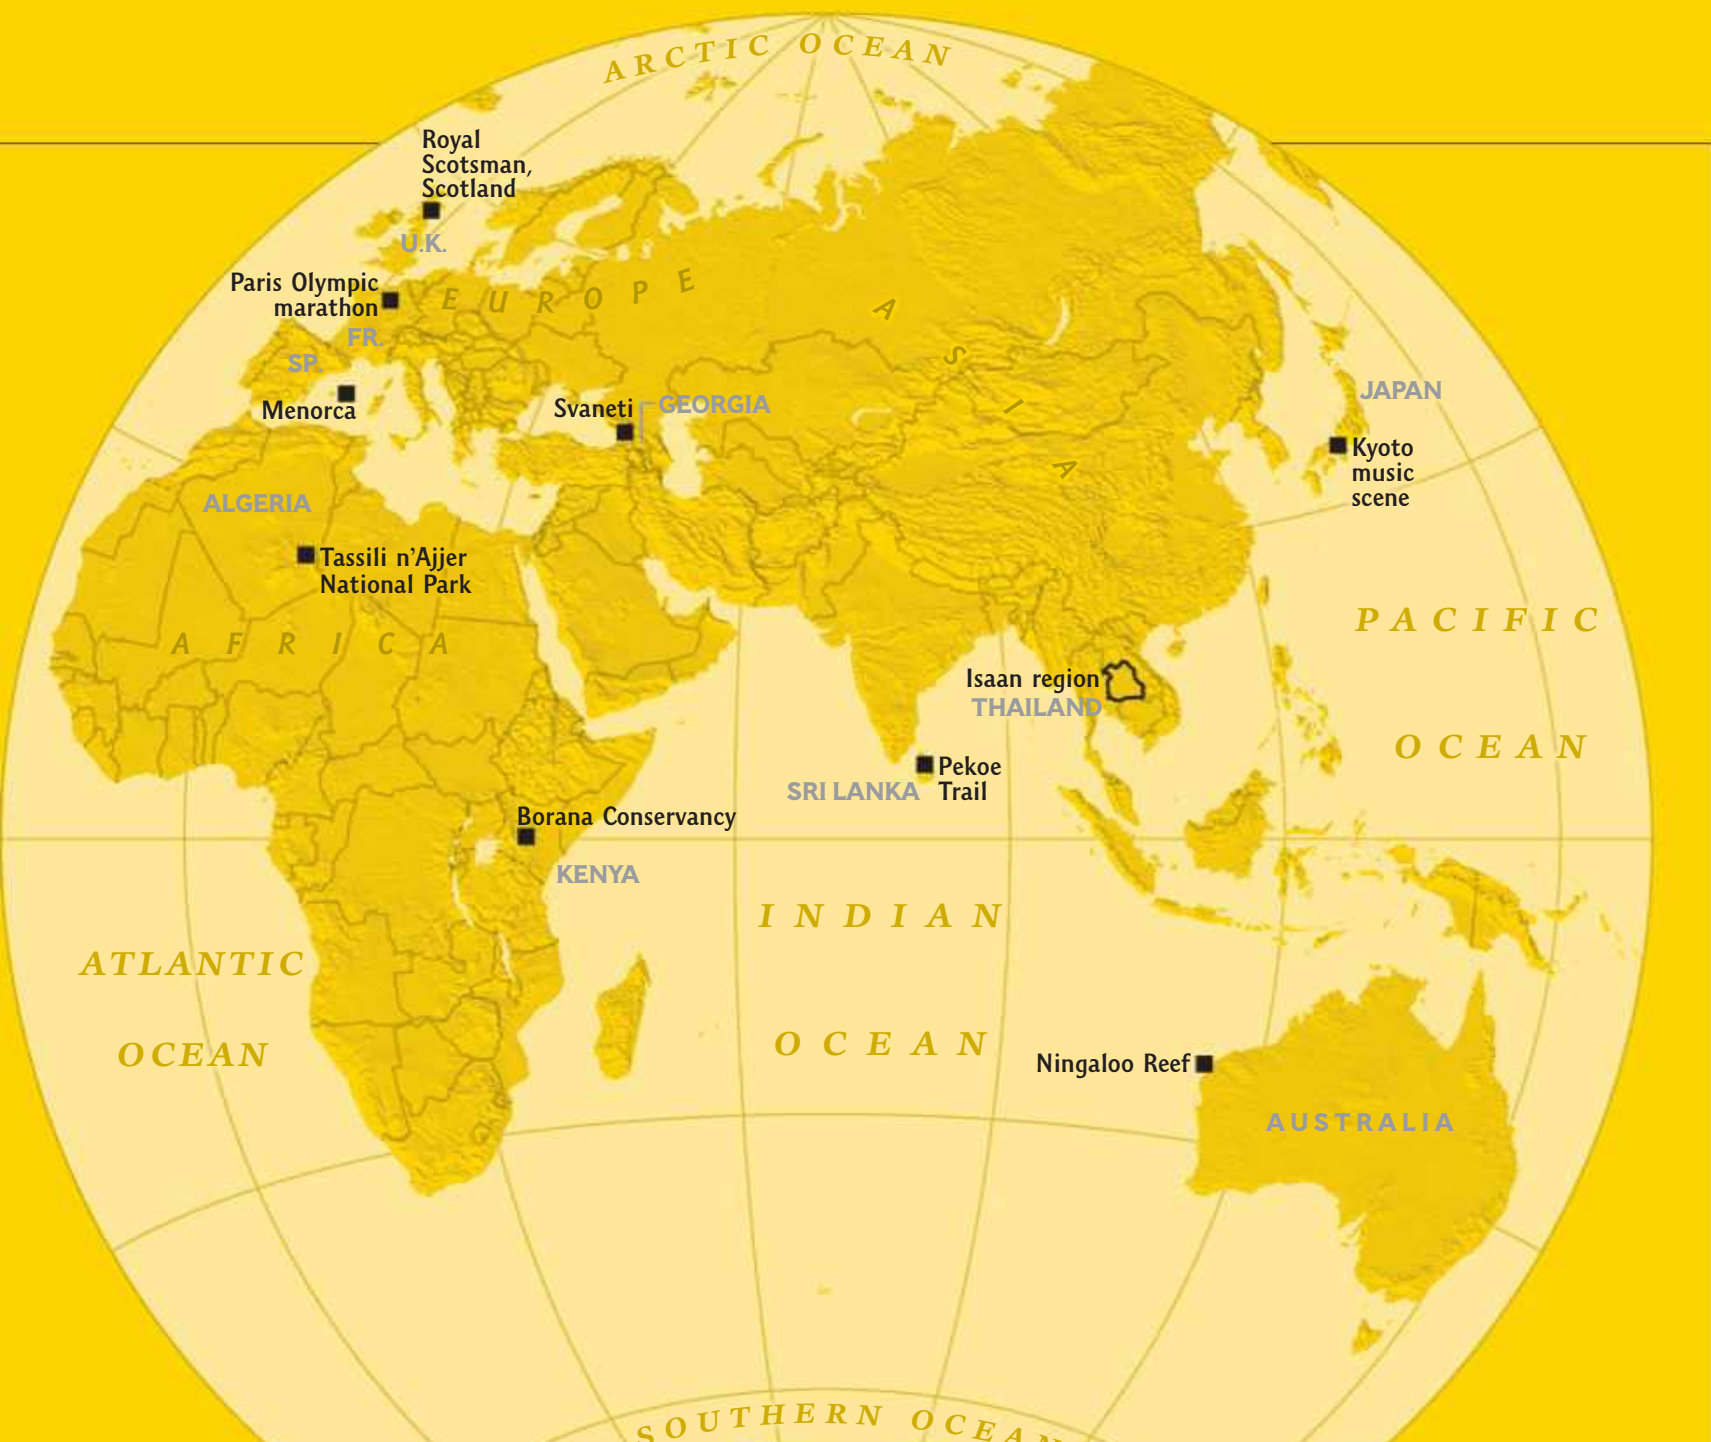 ARCTIC OCEAN
Royal
Scotsman,
Scotland
U.K.
Paris Olympic
marathon
EUROPE
FR.
SP.
Menorca
Svaneti
GEORGIA
ASIA
JAPAN
Kyoto
music
scene
ALGERIA
Tassili n’Ajjer
National Park
AFRICA
PACIFIC
OCEAN
Isaan region
THAILAND
Pekoe
Trail
SRI LANKA
Borana Conservancy
KENYA
INDIAN
OCEAN
ATLANTIC
OCEAN
Ningaloo Reef
AUSTRALIA
SOUTHERN OCEAN